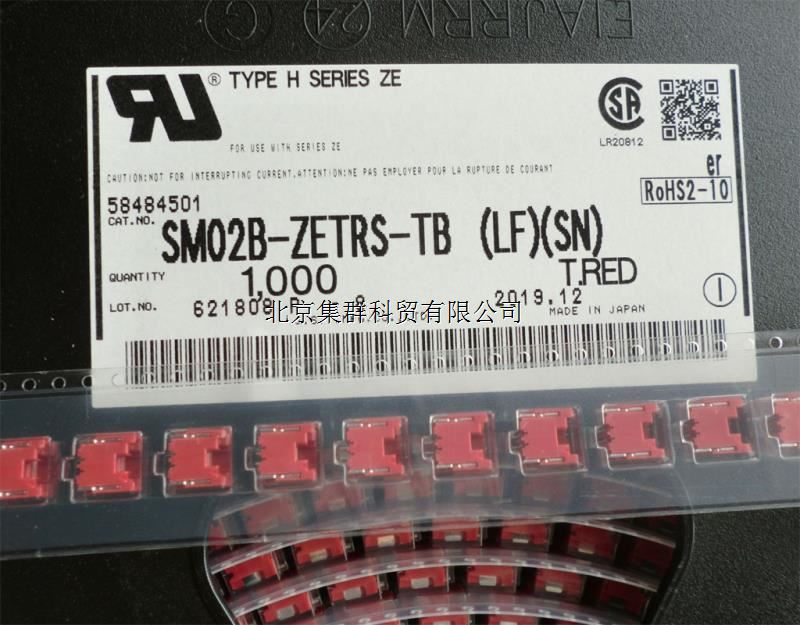 EIAJRRM 24 C
® TYPE H SERIES ZE
FOR USE WITH SERIES ZE
LR20812
CAUTION:NOT FOR INTERRUPTING CURRENT,ATTENTION:NE PAS EMPLOYER POUR LA RUPTURE DE COURANT
er
RoHS2-10
58484501
CAT.NO. SM02B-ZETRS-TB (LF)(SN)
QUANTITY 1,000 T.RED
LOT.NO. 621808 2019.12
MADE IN JAPAN
北京集群科贸有限公司